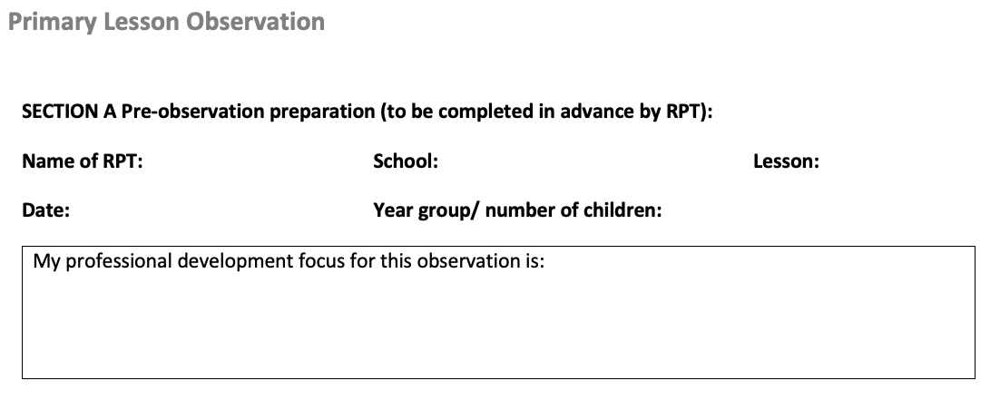 Primary Lesson Observation
SECTION A Pre-observation preparation (to be completed in advance by RPT):
Name of RPT: School: Lesson:
Date: Year group/ number of children:
My professional development focus for this observation is: